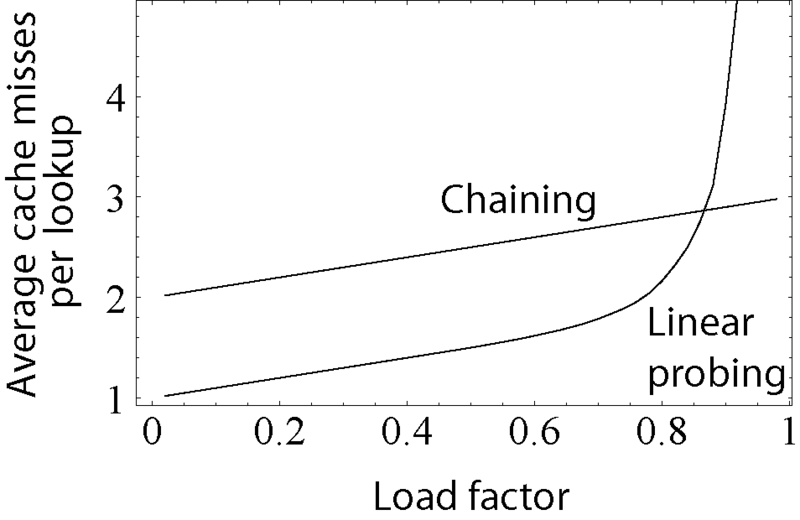 Average cache misses
per lookup
4
3
2
1
Chaining
Linear
probing
0
0.2
0.4
0.6
0.8
1
Load factor